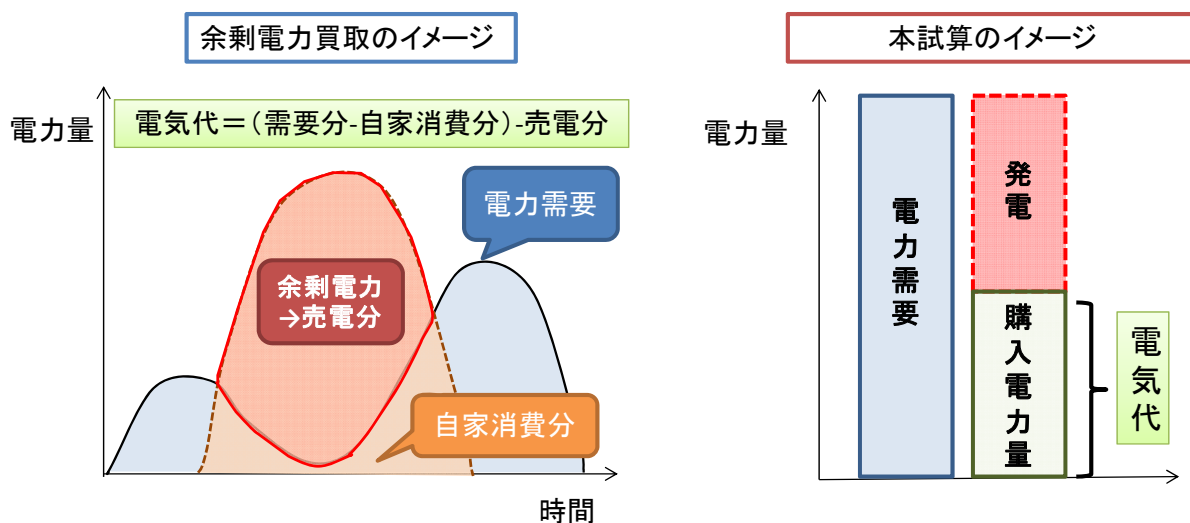 余剰電力買取のイメージ
電力量
電気代＝（需要分-自家消費分）-売電分
電力需要
余剰電力
→売電分
自家消費分
時間
本試算のイメージ
電力量
電力需要
発電
購入電力量
電気代